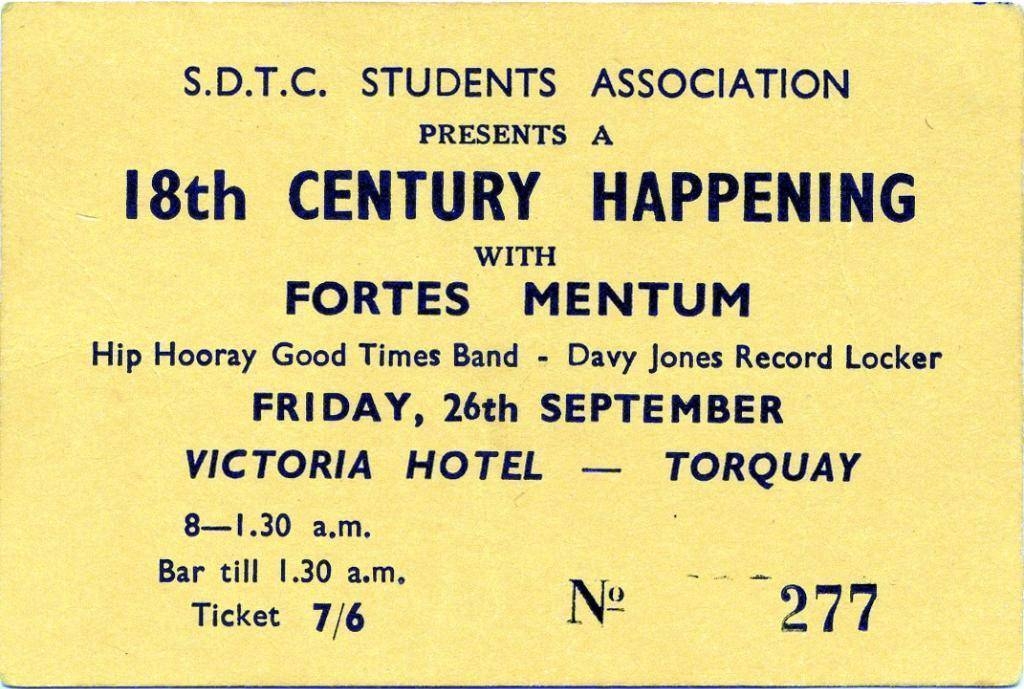 S.D.T.C. STUDENTS ASSOCIATION
PRESENTS A
18th CENTURY HAPPENING
WITH
FORTES MENTUM
Hip Hooray Good Times Band - Davy Jones Record Locker
FRIDAY, 26th SEPTEMBER
VICTORIA HOTEL — TORQUAY
8—1.30 a.m.
Bar till 1.30 a.m.
Ticket 7/6
Nº 277